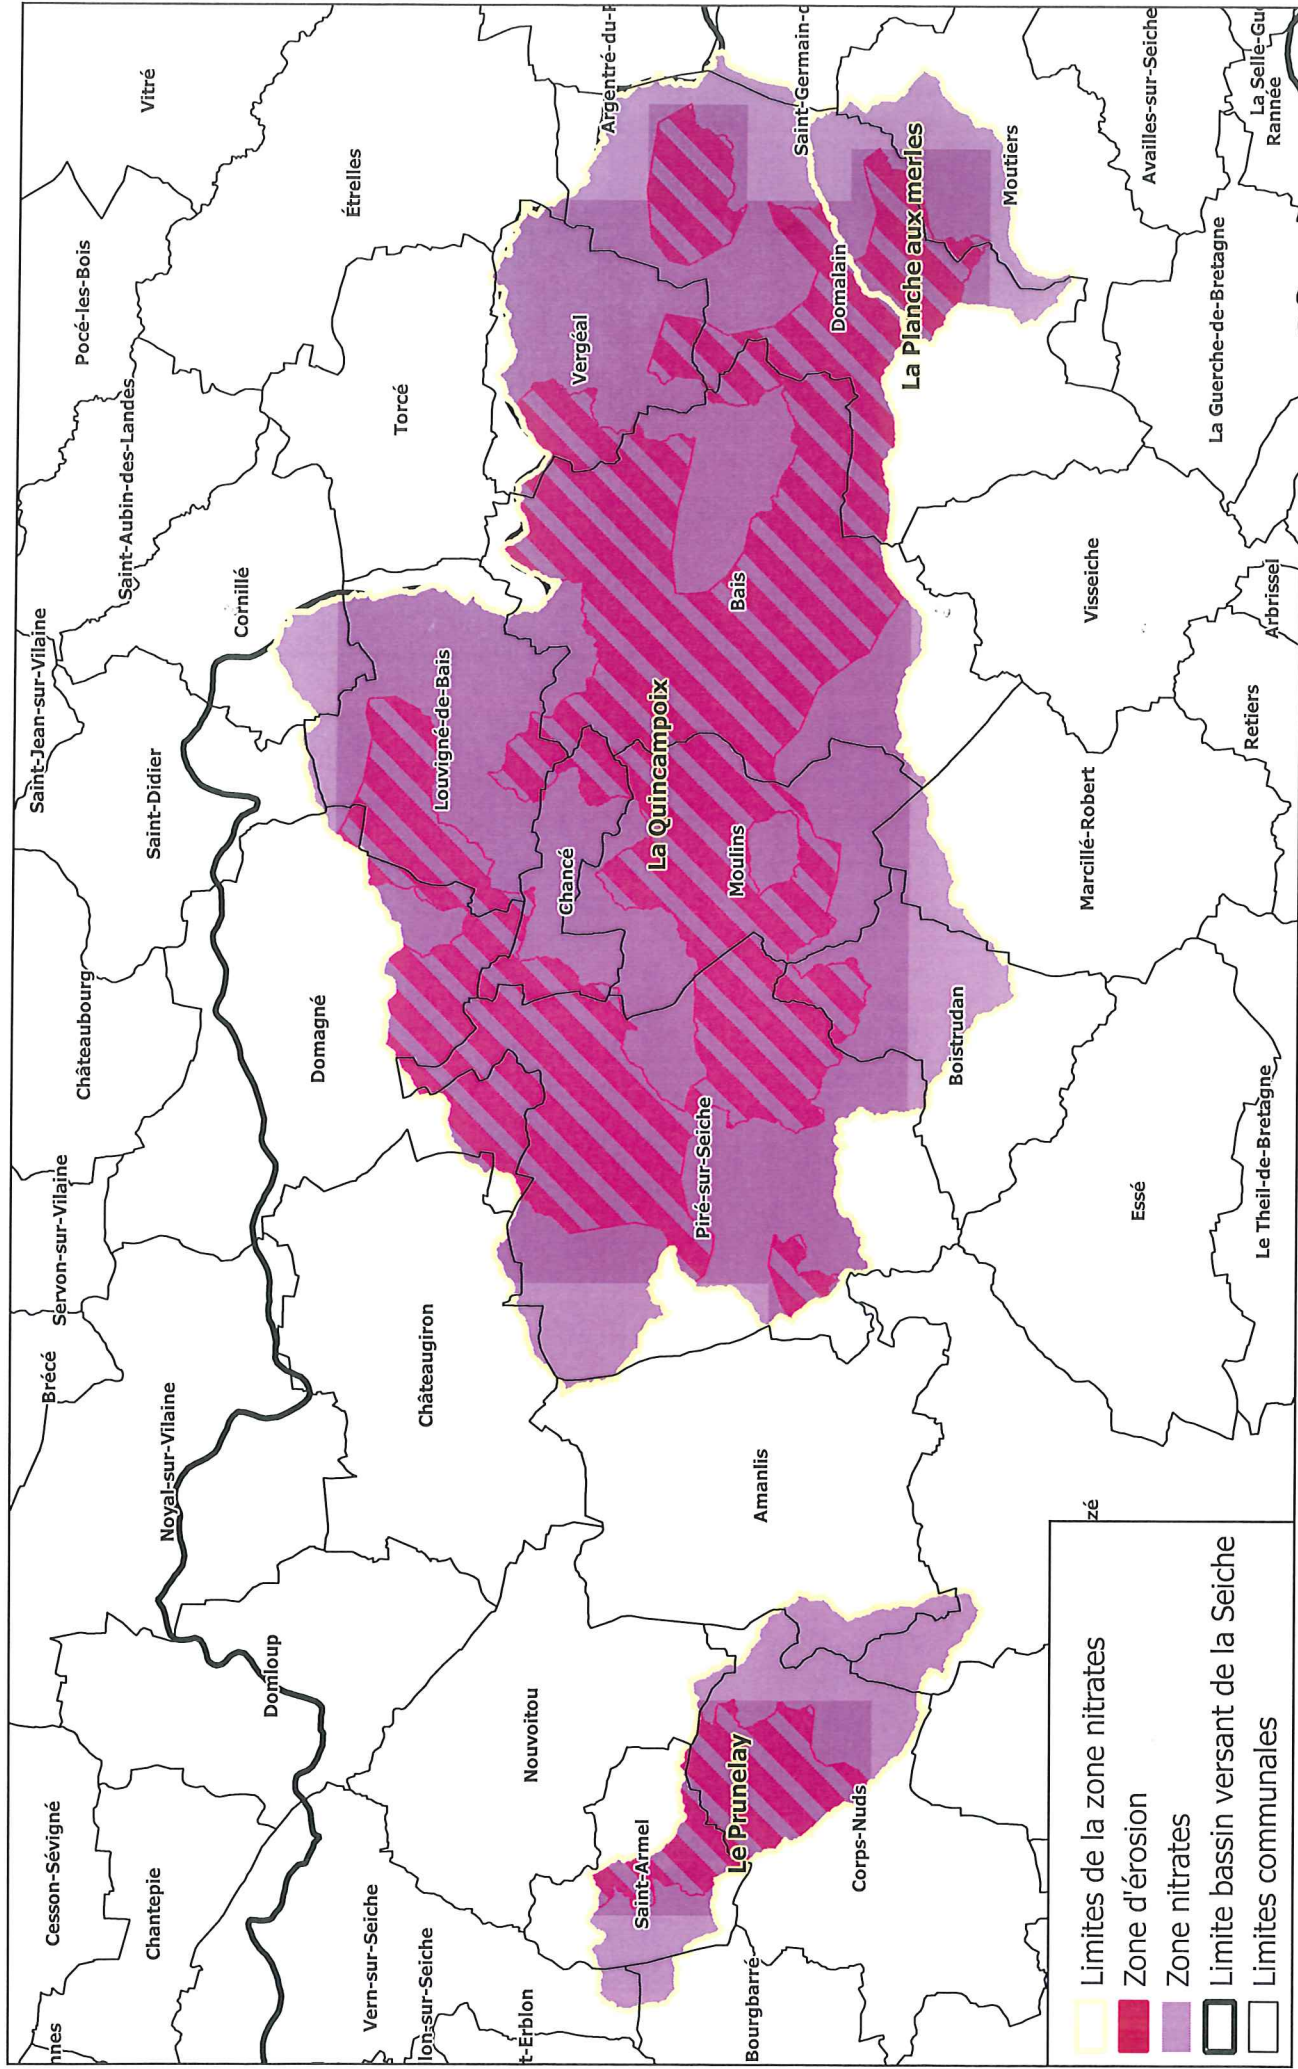 nnes
Cesson-Sévigné
Brécé
Servon-sur-Vilaine
Châteaubourg
Saint-Jean-sur-Vilaine
Pocé-les-Bois
Vitré
Chantepie
Noyal-sur-Vilaine
Saint-Didier
Saint-Aubin-des-Landes
Cornillé
Domloup
Domagné
Étrelles
Torcé
Vern-sur-Seiche
Châteaugiron
lon-sur-Seiche
Louvigné-de-Bais
t-Erblon
Nouvoitou
Chancé
Vergéal
Argentré-du-P
Saint-Armel
La Quincampoix
Piré-sur-Seiche
Moulins
Bais
Le Prunelay
Bourgbarré
Amanlis
Domalain
Saint-Germain-d
Corps-Nuds
La Planche aux merles
Boistrudan
Moutiers
zé
Marcillé-Robert
Visseiche
Essé
Availles-sur-Seiche
La Guerche-de-Bretagne
Le Theil-de-Bretagne
Retiers
Arbrissel
La Selle-Gu
Rannée
Limites de la zone nitrates
Zone d'érosion
Zone nitrates
Limite bassin versant de la Seiche
Limites communales